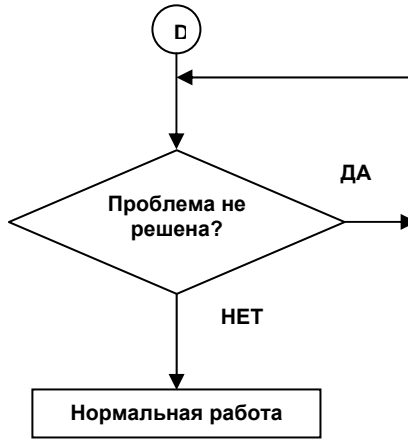 D
ДА
Проблема не
решена?
НЕТ
Нормальная работа